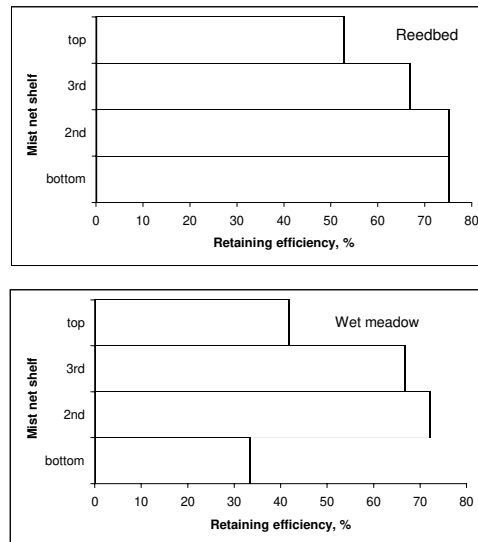 Reedbed
top
3rd
2nd
bottom
Mist net shelf
0 10 20 30 40 50 60 70 80
Retaining efficiency, %
Wet meadow
top
3rd
2nd
bottom
Mist net shelf
0 10 20 30 40 50 60 70 80
Retaining efficiency, %